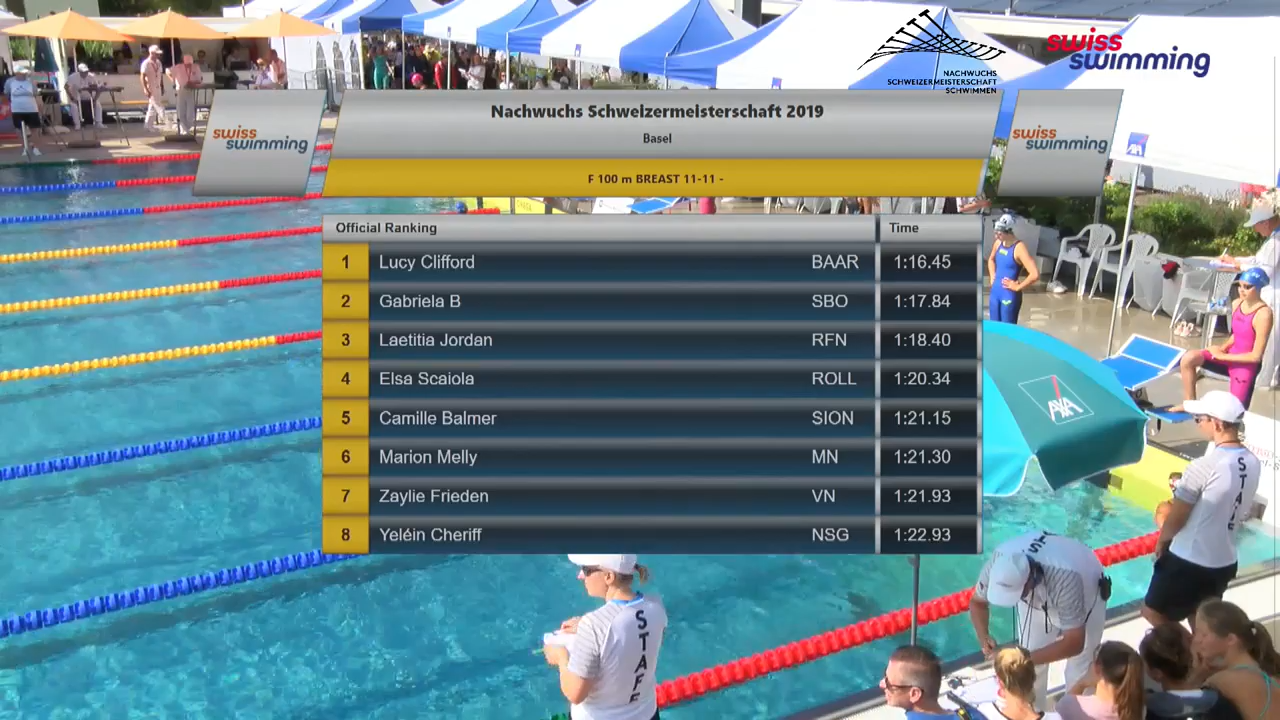 swiss
swimming
NACHWUCHS
SCHWEIZERMEISTERSCHAFT
SCHWIMMEN
Nachwuchs Schweizermeisterschaft 2019
Basel
swiss
swimming
swiss
swimming
F 100 m BREAST 11-11 -
Official Ranking Time
1 Lucy Clifford BAAR 1:16.45
2 Gabriela B SBO 1:17.84
3 Laetitia Jordan RFN 1:18.40
4 Elsa Scaiola ROLL 1:20.34
5 Camille Balmer SION 1:21.15
6 Marion Melly MN 1:21.30
7 Zaylie Frieden VN 1:21.93
8 Yeléin Cheriff NSG 1:22.93
AXA
AXA
STAFF
STAFF